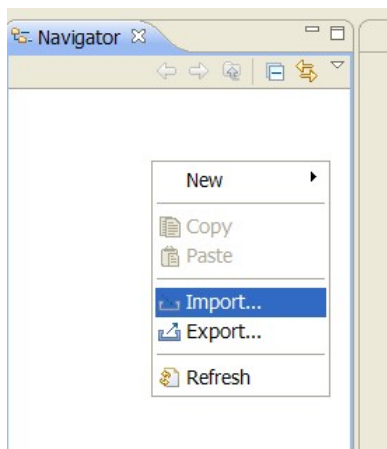 Navigator
New
Copy
Paste
Import...
Export...
Refresh